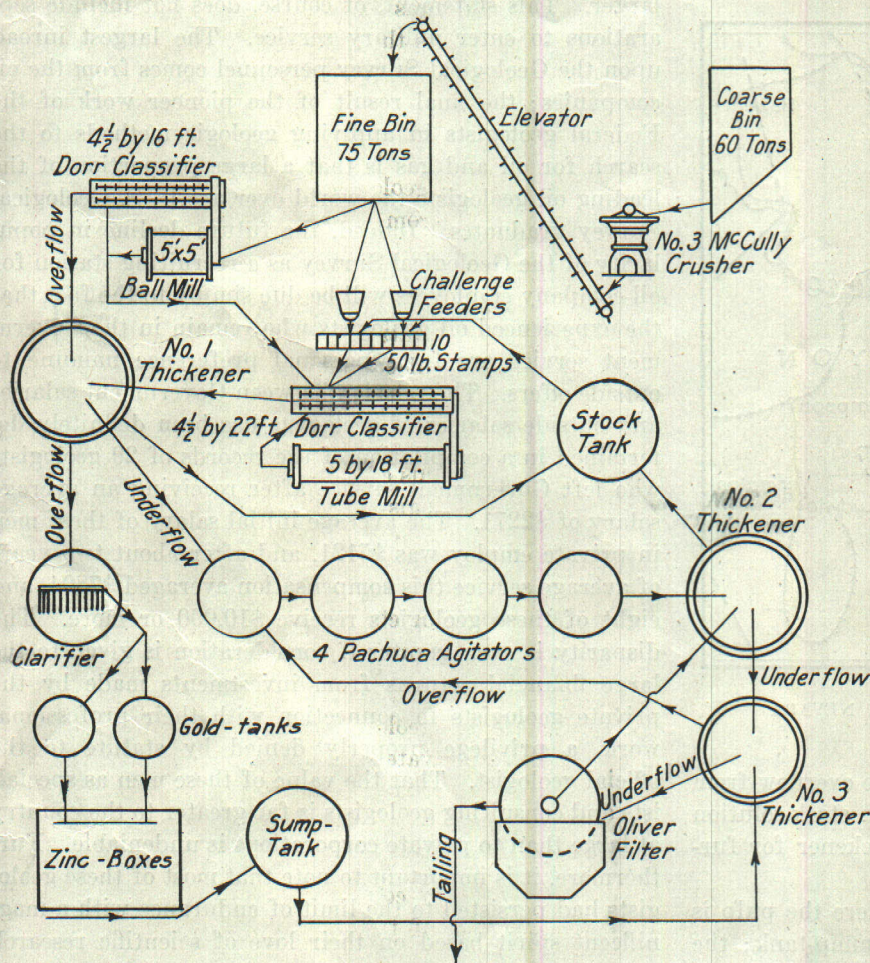 4½ by 16 ft.
Dorr Classifier
Fine Bin
75 Tons
Elevator
Coarse
Bin
60 Tons
Overflow
5'x5'
Ball Mill
No. 3 McCully
Crusher
Challenge
Feeders
No. 1
Thickener
10
50 lb. Stamps
4½ by 22 ft. Dorr Classifier
5 by 18 ft.
Tube Mill
Stock
Tank
Overflow
Underflow
No. 2
Thickener
Clarifier
4 Pachuca Agitators
Overflow
Underflow
Gold-tanks
Underflow
No. 3
Thickener
Zinc-Boxes
Sump-
Tank
Oliver
Filter
Tailing